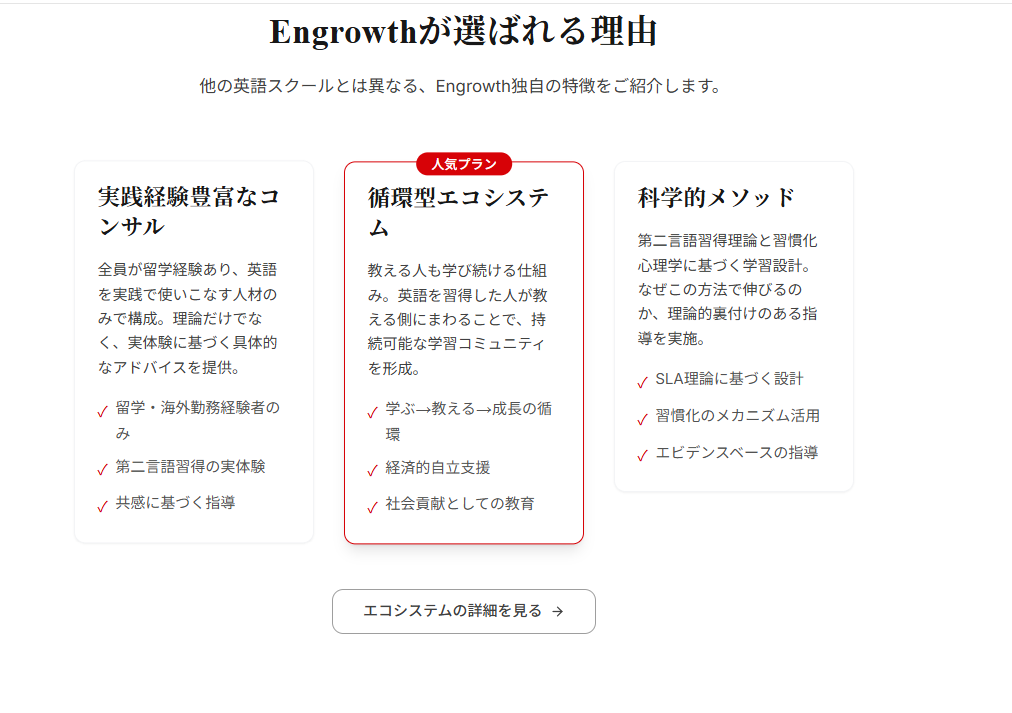 Engrowthが選ばれる理由
他の英語スクールとは異なる、Engrowth独自の特徴をご紹介します。
実践経験豊富なコ
ンサル
全員が留学経験あり、英語
を実践で使いこなす人材の
みで構成。理論だけでな
く、実体験に基づく具体的
なアドバイスを提供。
✓ 留学・海外勤務経験者の
み
✓ 第二言語習得の実体験
✓ 共感に基づく指導
人気プラン
循環型エコシステ
ム
教える人も学び続ける仕組
み。英語を習得した人が教
える側にまわることで、持
続可能な学習コミュニティ
を形成。
✓ 学ぶ→教える→成長の循
環
✓ 経済的自立支援
✓ 社会貢献としての教育
科学的メソッド
第二言語習得理論と習慣化
心理学に基づく学習設計。
なぜこの方法で伸びるの
か、理論的裏付けのある指
導を実施。
✓ SLA理論に基づく設計
✓ 習慣化のメカニズム活用
✓ エビデンスベースの指導
エコシステムの詳細を見る →